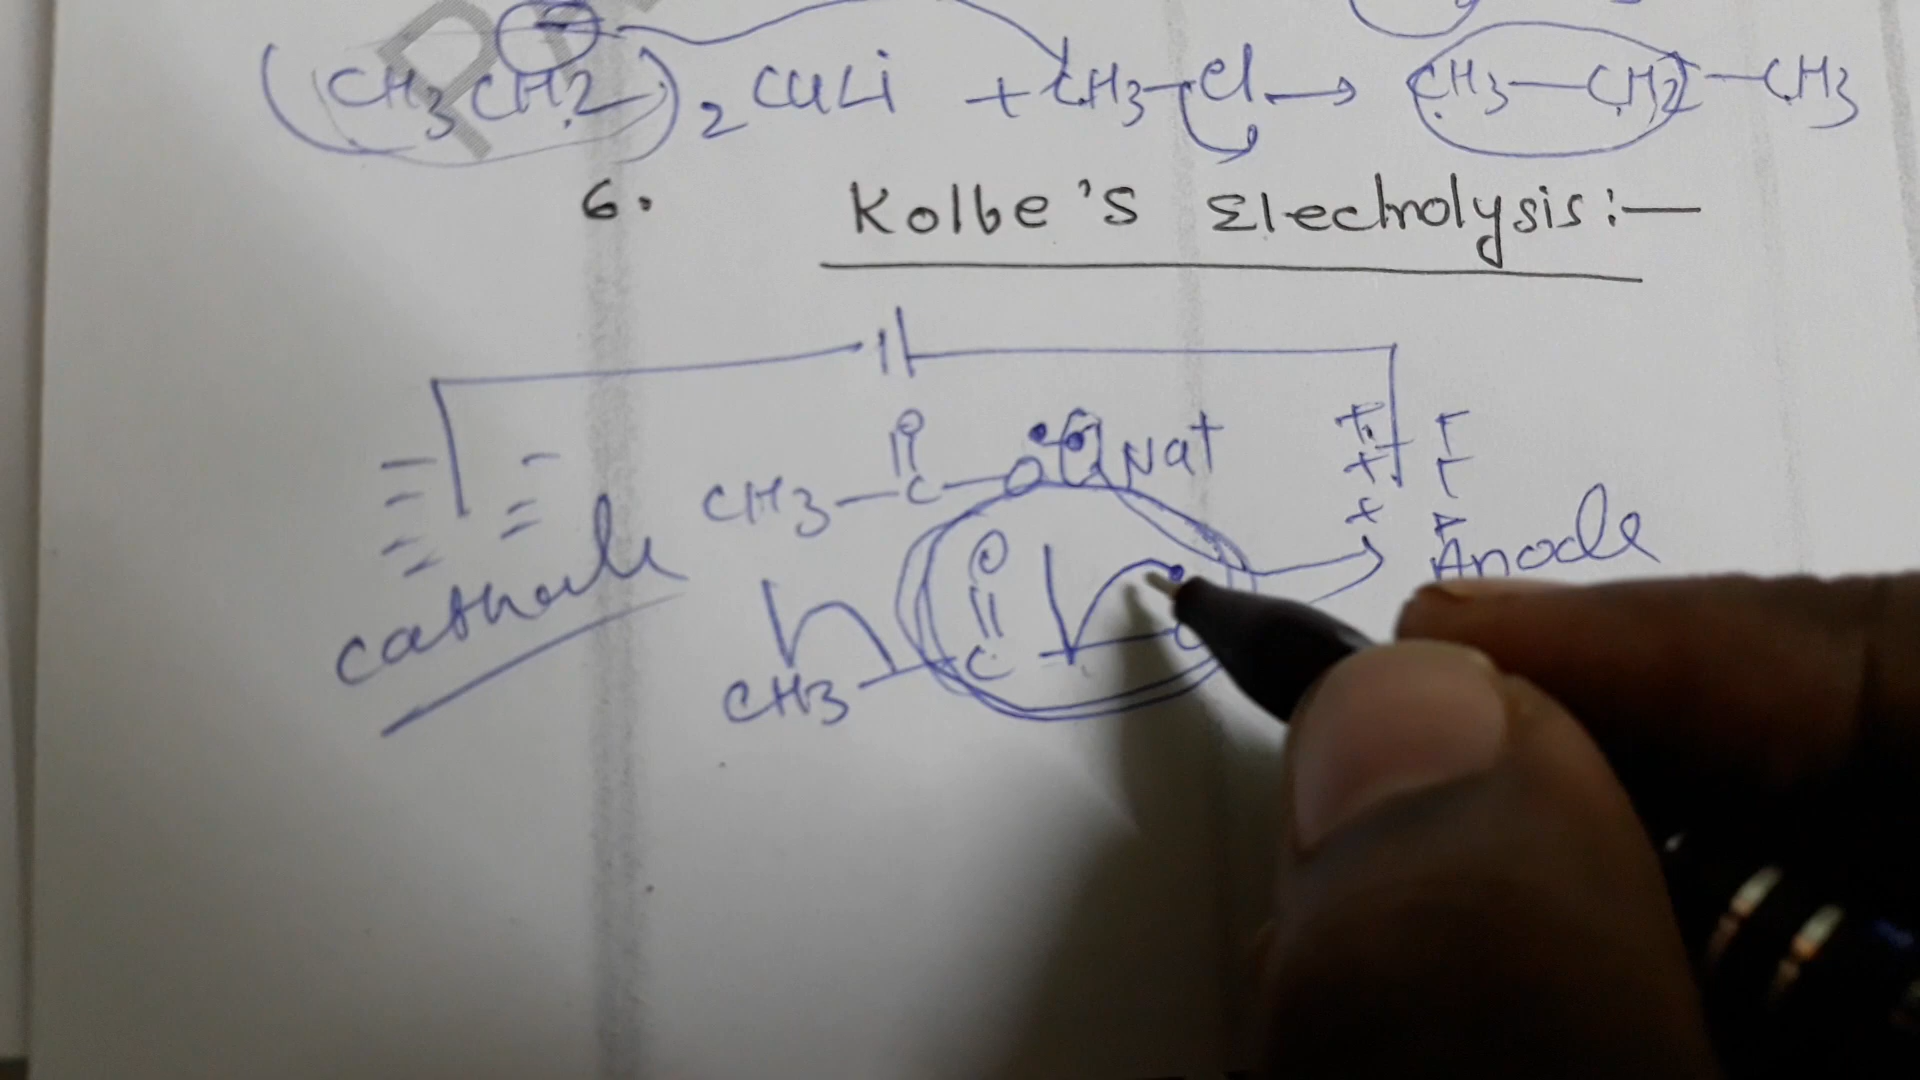 (CH3CH2)2CuLi + CH3—Cl → CH3—CH2—CH3
6. Kolbe's Electrolysis:—
O
CH3—C—O Na+
Anode
O
cathode
CH3—C